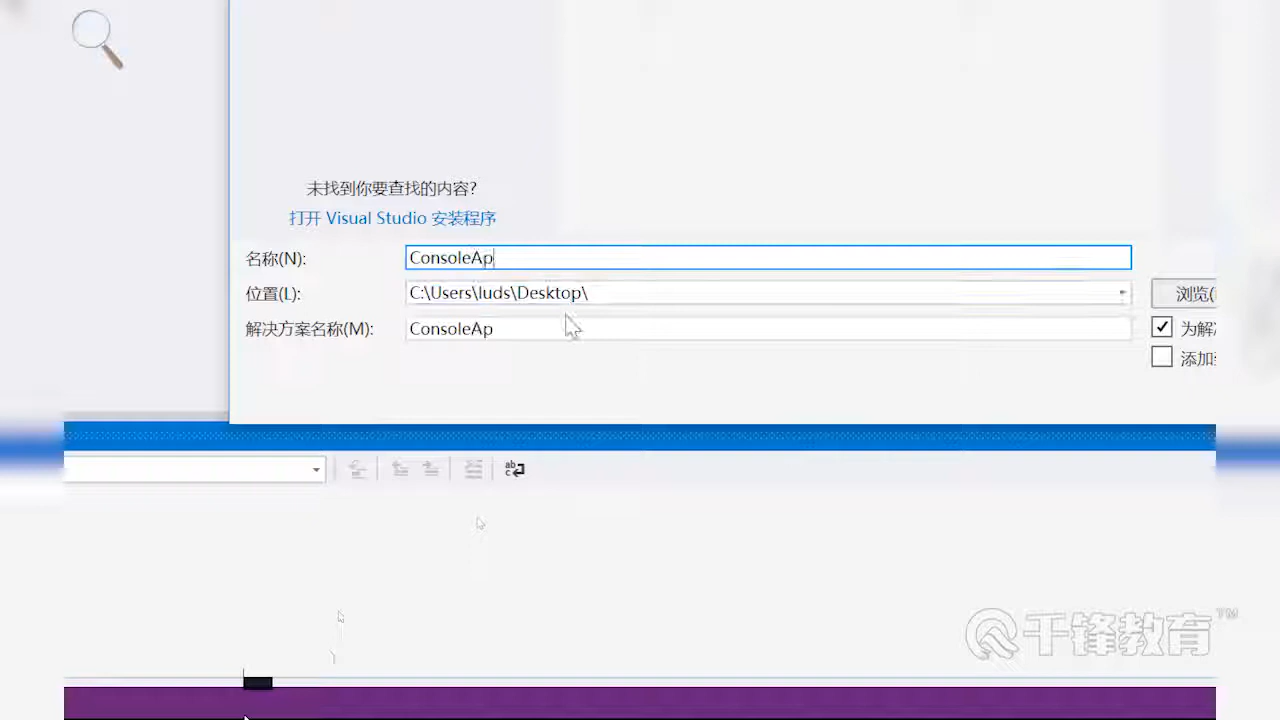 未找到你要查找的内容?
打开 Visual Studio 安装程序
名称(N):
ConsoleAp
位置(L):
C:\Users\luds\Desktop\
浏览(
解决方案名称(M):
ConsoleAp
为解
添加
千锋教育™